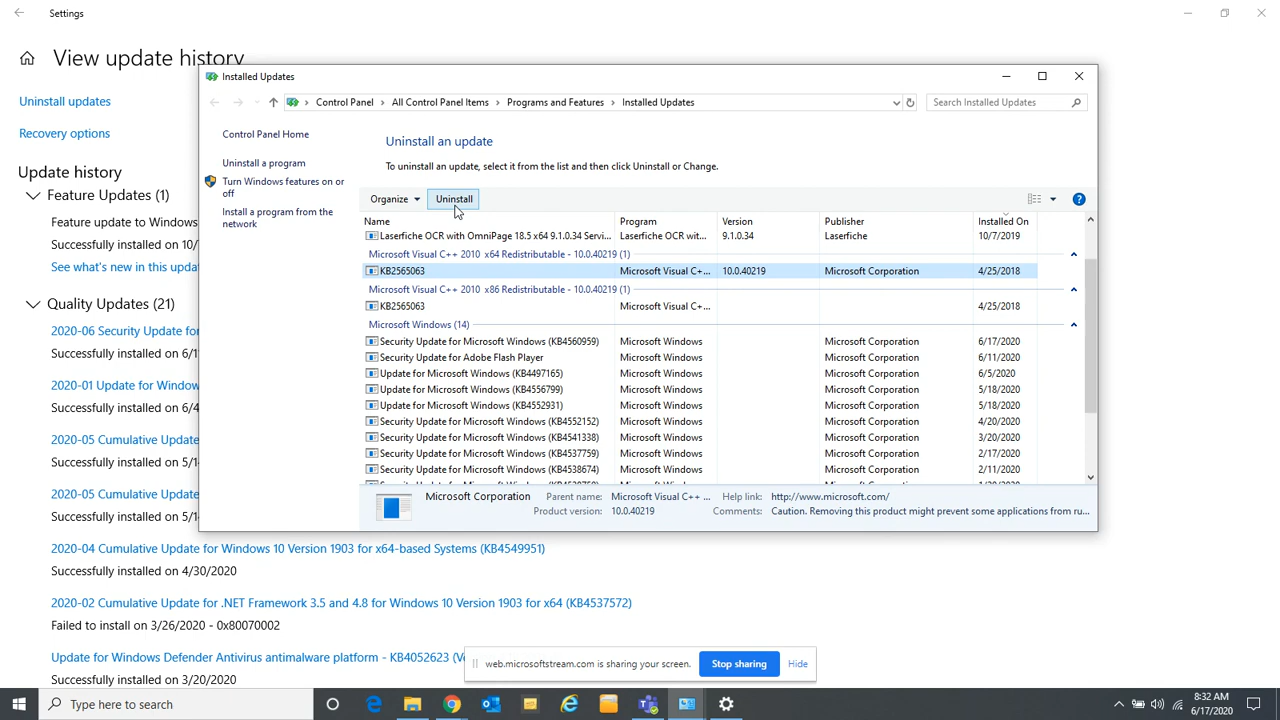 Settings
View update history
Uninstall updates
Recovery options
Update history
Feature Updates (1)
Feature update to Windows
Successfully installed on 10/
See what's new in this upda
Quality Updates (21)
2020-06 Security Update for
Successfully installed on 6/1
2020-01 Update for Window
Successfully installed on 6/4
2020-05 Cumulative Update
Successfully installed on 5/1
2020-05 Cumulative Update
Successfully installed on 5/1
2020-04 Cumulative Update for Windows 10 Version 1903 for x64-based Systems (KB4549951)
Successfully installed on 4/30/2020
2020-02 Cumulative Update for .NET Framework 3.5 and 4.8 for Windows 10 Version 1903 for x64 (KB4537572)
Failed to install on 3/26/2020 - 0x80070002
Update for Windows Defender Antivirus antimalware platform - KB4052623 (Ve
Successfully installed on 3/20/2020
Installed Updates
Control Panel > All Control Panel Items > Programs and Features > Installed Updates
Search Installed Updates
Control Panel Home
Uninstall a program
Turn Windows features on or
off
Install a program from the
network
Uninstall an update
To uninstall an update, select it from the list and then click Uninstall or Change.
Organize
Uninstall
Name Program Version Publisher Installed On
Laserfiche OCR with OmniPage 18.5 x64 9.1.0.34 Servi... Laserfiche OCR wit... 9.1.0.34 Laserfiche 10/7/2019
Microsoft Visual C++ 2010 x64 Redistributable - 10.0.40219 (1)
KB2565063 Microsoft Visual C+... 10.0.40219 Microsoft Corporation 4/25/2018
Microsoft Visual C++ 2010 x86 Redistributable - 10.0.40219 (1)
KB2565063 Microsoft Visual C+... 4/25/2018
Microsoft Windows (14)
Security Update for Microsoft Windows (KB4560959) Microsoft Windows Microsoft Corporation 6/17/2020
Security Update for Adobe Flash Player Microsoft Windows Microsoft Corporation 6/11/2020
Update for Microsoft Windows (KB4497165) Microsoft Windows Microsoft Corporation 6/5/2020
Update for Microsoft Windows (KB4556799) Microsoft Windows Microsoft Corporation 5/18/2020
Update for Microsoft Windows (KB4552931) Microsoft Windows Microsoft Corporation 5/18/2020
Security Update for Microsoft Windows (KB4552152) Microsoft Windows Microsoft Corporation 4/20/2020
Security Update for Microsoft Windows (KB4541338) Microsoft Windows Microsoft Corporation 3/20/2020
Security Update for Microsoft Windows (KB4537759) Microsoft Windows Microsoft Corporation 2/17/2020
Security Update for Microsoft Windows (KB4538674) Microsoft Windows Microsoft Corporation 2/11/2020
Microsoft Corporation Parent name: Microsoft Visual C++ ... Help link: http://www.microsoft.com/
Product version: 10.0.40219 Comments: Caution. Removing this product might prevent some applications from ru...
web.microsoftstream.com is sharing your screen. Stop sharing Hide
Type here to search
8:32 AM
6/17/2020